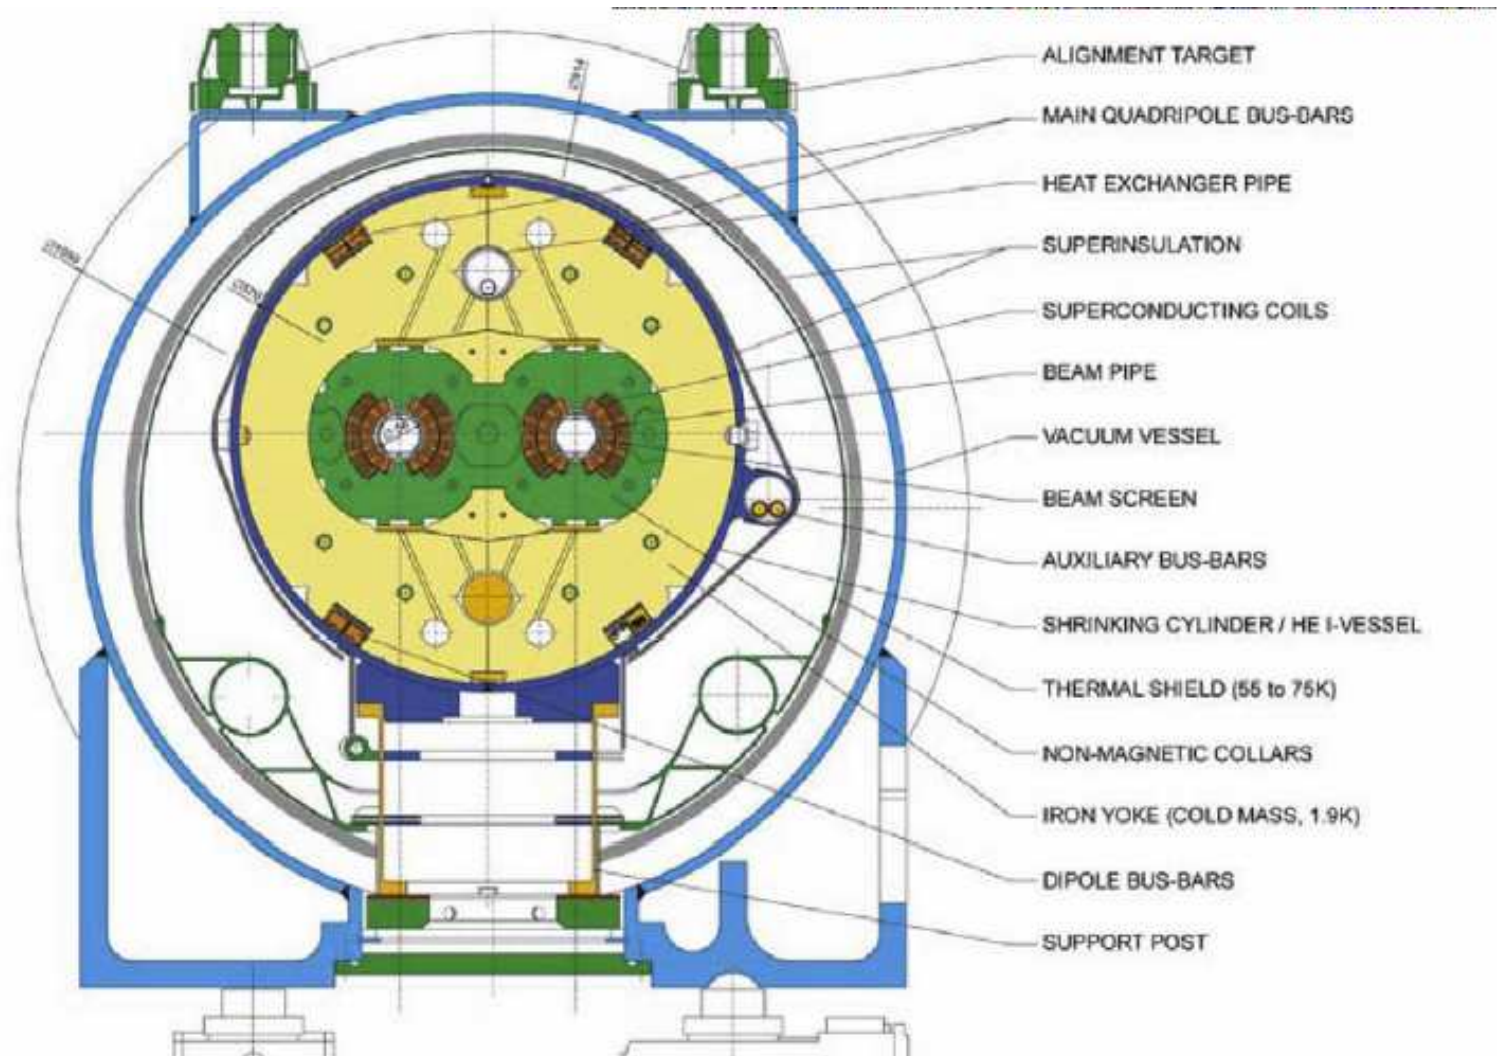 ALIGNMENT TARGET
MAIN QUADRIPOLE BUS-BARS
HEAT EXCHANGER PIPE
SUPERINSULATION
SUPERCONDUCTING COILS
BEAM PIPE
VACUUM VESSEL
BEAM SCREEN
AUXILIARY BUS-BARS
SHRINKING CYLINDER / HE I-VESSEL
THERMAL SHIELD (55 to 75K)
NON-MAGNETIC COLLARS
IRON YOKE (COLD MASS, 1.9K)
DIPOLE BUS-BARS
SUPPORT POST